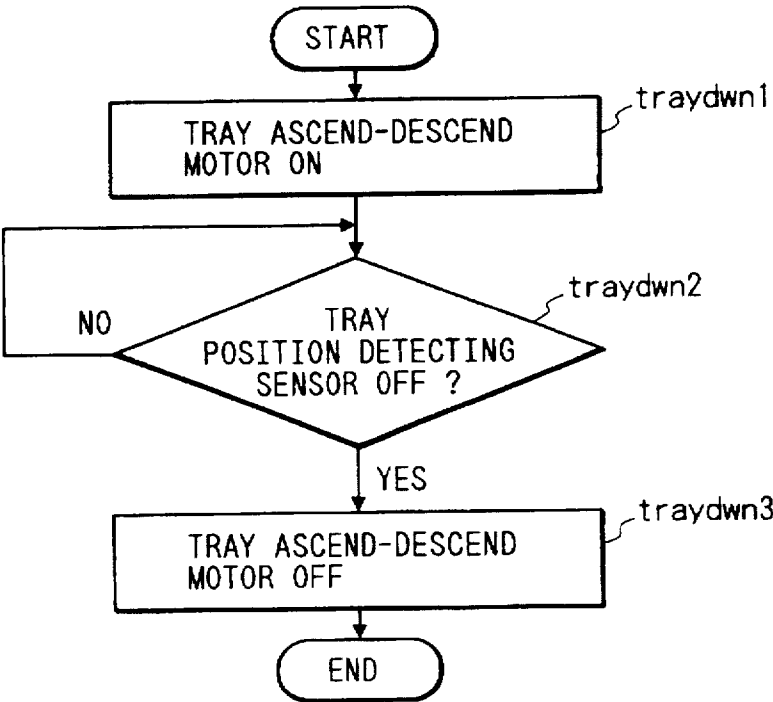 START
traydwn1
TRAY ASCEND-DESCEND
MOTOR ON
traydwn2
NO
TRAY
POSITION DETECTING
SENSOR OFF ?
YES
traydwn3
TRAY ASCEND-DESCEND
MOTOR OFF
END